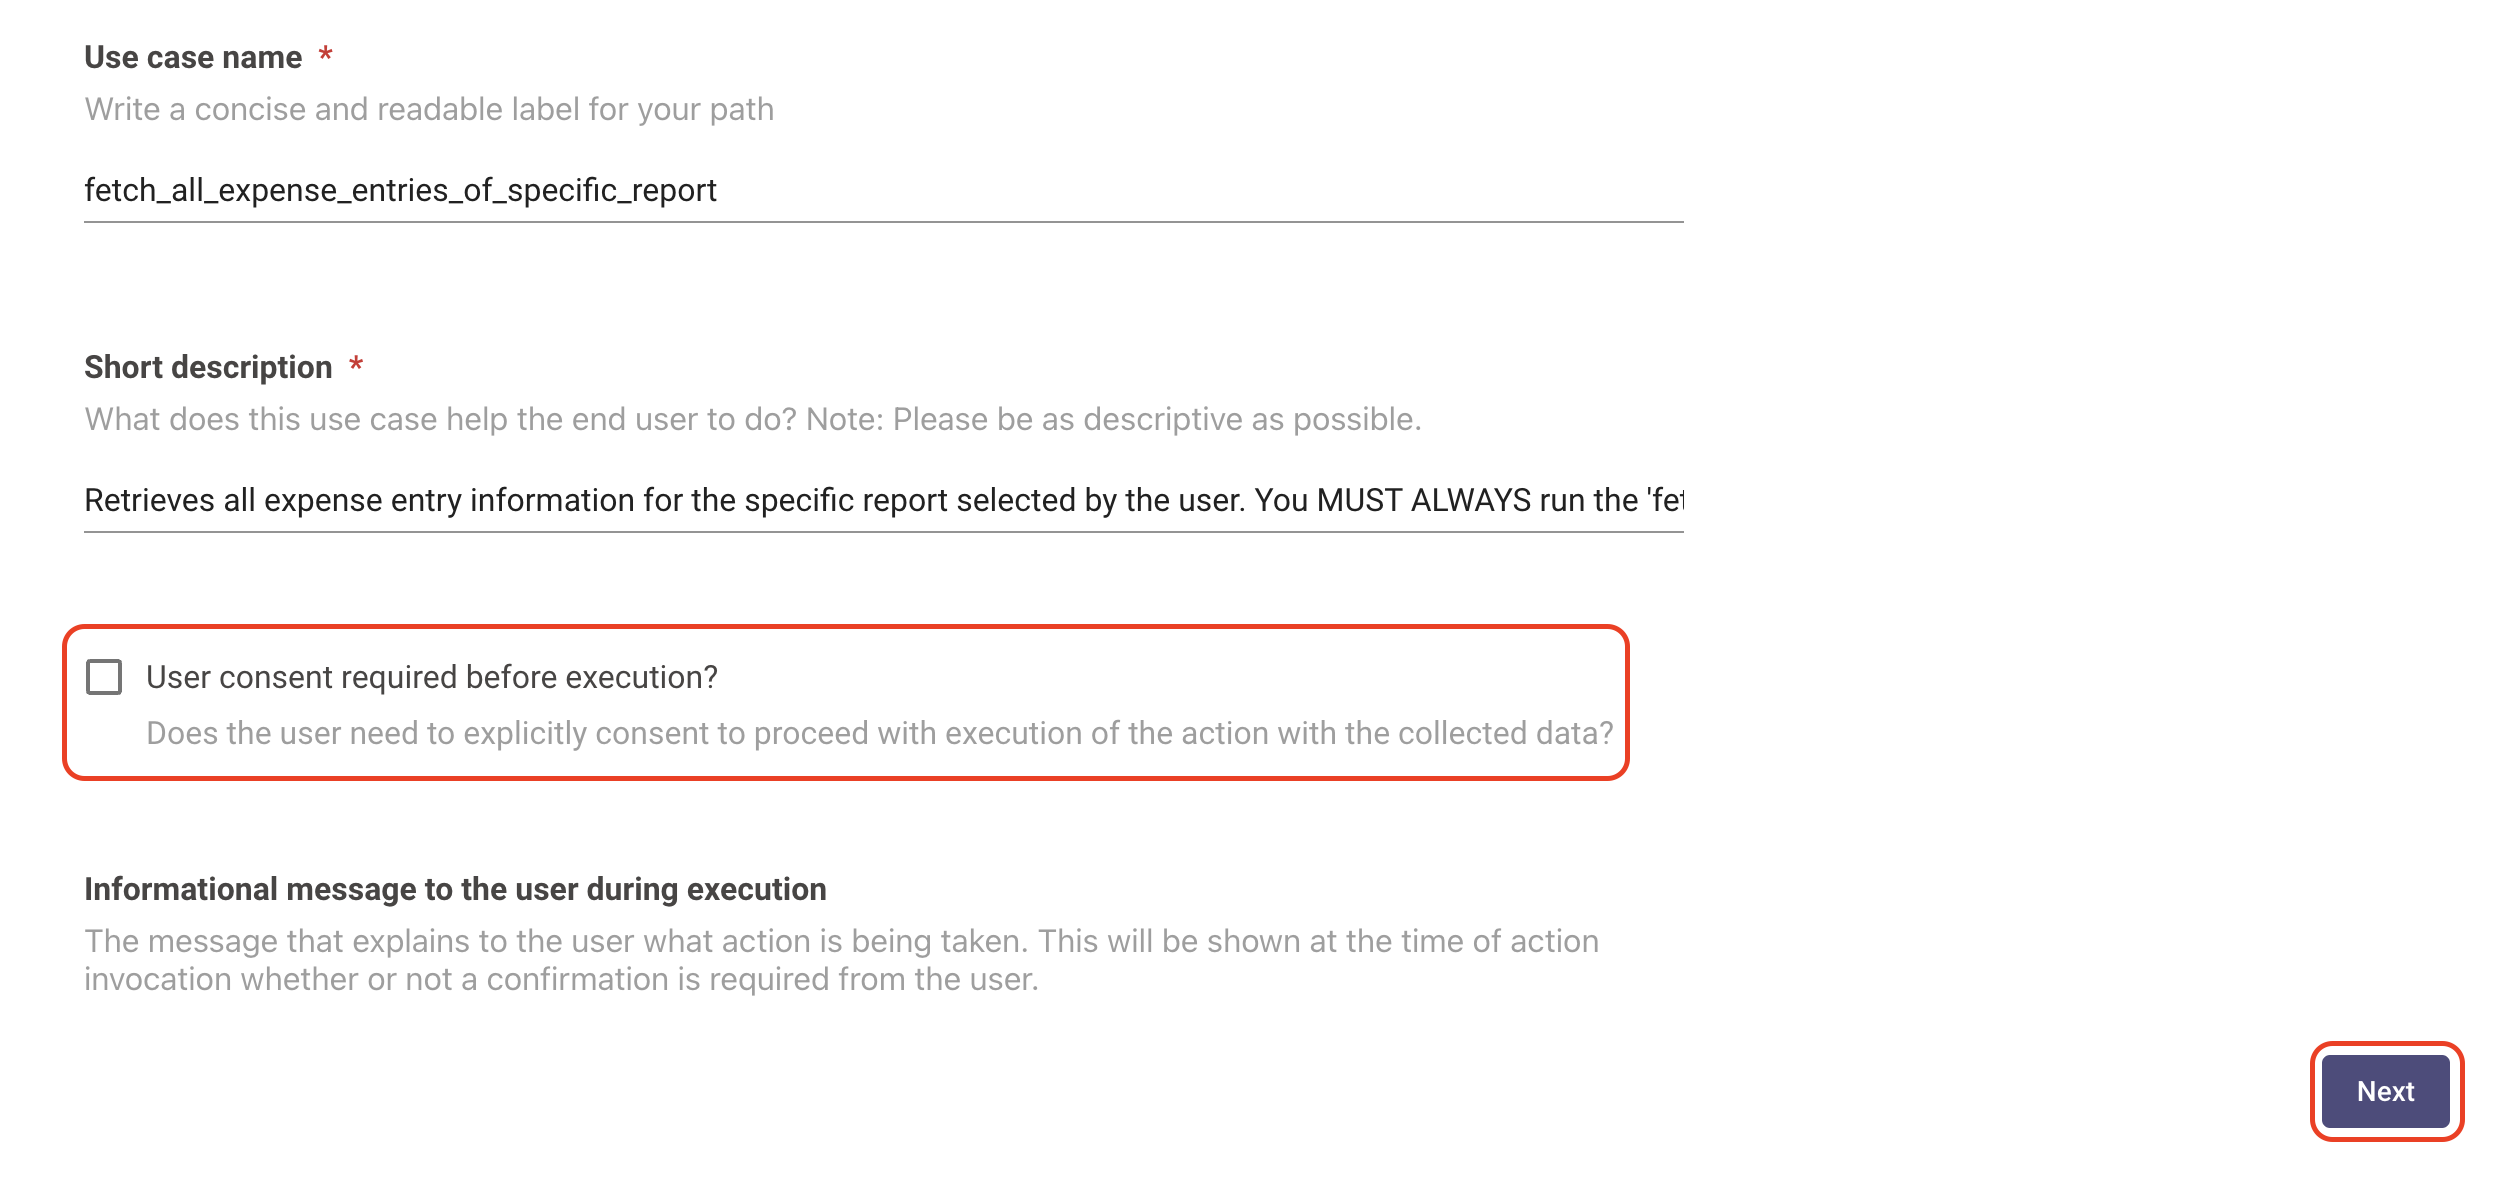 Use case name *
Write a concise and readable label for your path
fetch_all_expense_entries_of_specific_report
Short description *
What does this use case help the end user to do? Note: Please be as descriptive as possible.
Retrieves all expense entry information for the specific report selected by the user. You MUST ALWAYS run the 'fet
User consent required before execution?
Does the user need to explicitly consent to proceed with execution of the action with the collected data?
Informational message to the user during execution
The message that explains to the user what action is being taken. This will be shown at the time of action
invocation whether or not a confirmation is required from the user.
Next